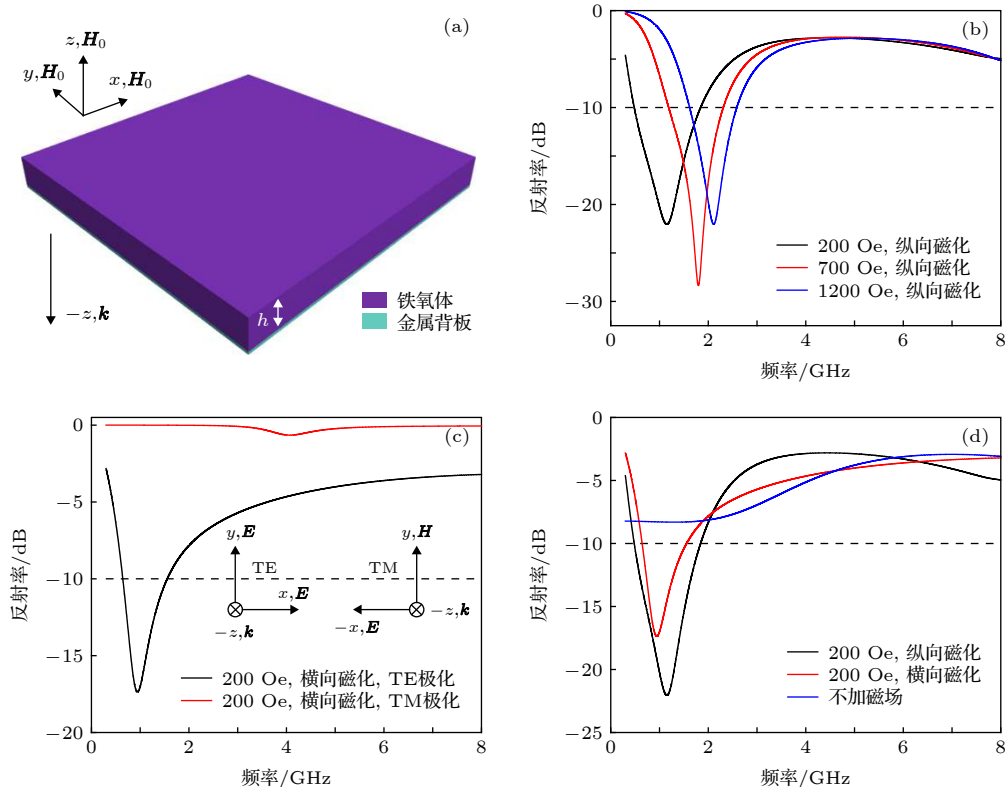 (a)
z,H₀
y,H₀
x,H₀
−z,k
h
铁氧体
金属背板
(b)
0
−10
−20
−30
反射率/dB
200 Oe, 纵向磁化
700 Oe, 纵向磁化
1200 Oe, 纵向磁化
0 2 4 6 8
频率/GHz
(c)
0
−5
−10
−15
−20
反射率/dB
y,E
TE
x,E
−z,k
y,H
TM
−z,k
−x,E
200 Oe, 横向磁化, TE极化
200 Oe, 横向磁化, TM极化
0 2 4 6 8
频率/GHz
(d)
0
−5
−10
−15
−20
−25
反射率/dB
200 Oe, 纵向磁化
200 Oe, 横向磁化
不加磁场
0 2 4 6 8
频率/GHz